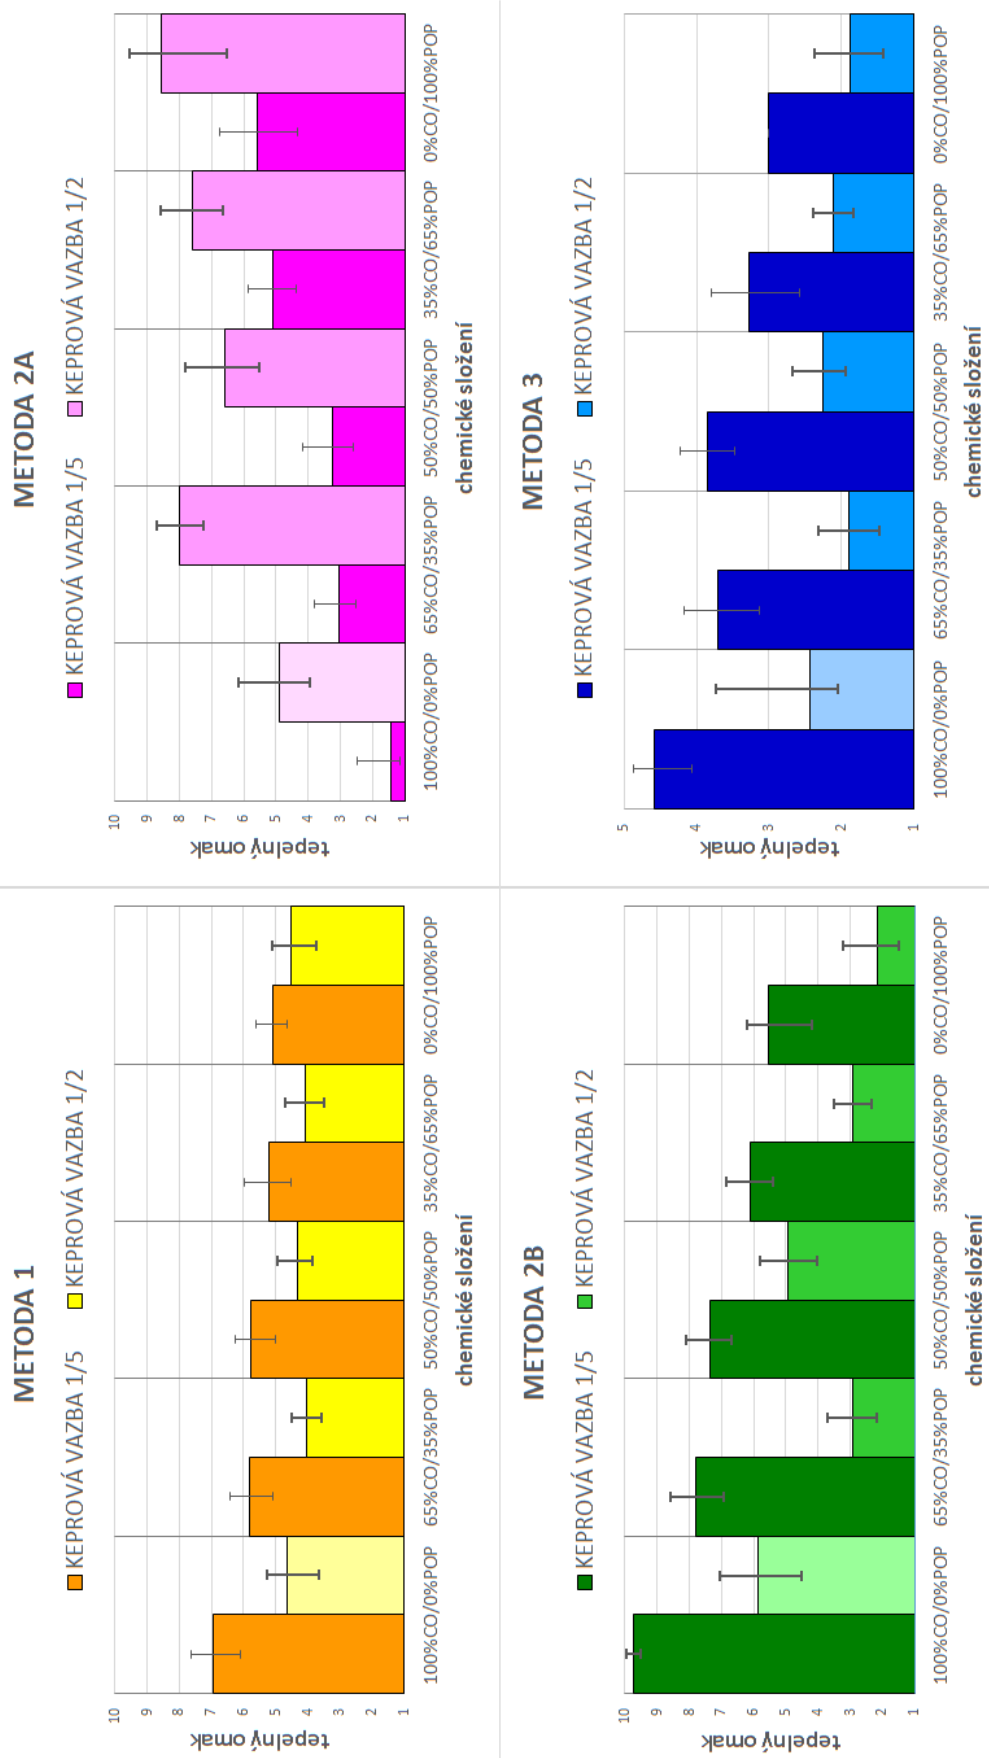 METODA 1
KEPROVÁ VAZBA 1/5 KEPROVÁ VAZBA 1/2
10
9
8
7
6
5
4
3
2
1
tepelný omak
100%CO/0%POP 65%CO/35%POP 50%CO/50%POP 35%CO/65%POP 0%CO/100%POP
chemické složení
METODA 2A
KEPROVÁ VAZBA 1/5 KEPROVÁ VAZBA 1/2
10
9
8
7
6
5
4
3
2
1
tepelný omak
100%CO/0%POP 65%CO/35%POP 50%CO/50%POP 35%CO/65%POP 0%CO/100%POP
chemické složení
METODA 2B
KEPROVÁ VAZBA 1/5 KEPROVÁ VAZBA 1/2
10
9
8
7
6
5
4
3
2
1
tepelný omak
100%CO/0%POP 65%CO/35%POP 50%CO/50%POP 35%CO/65%POP 0%CO/100%POP
chemické složení
METODA 3
KEPROVÁ VAZBA 1/5 KEPROVÁ VAZBA 1/2
5
4
3
2
1
tepelný omak
100%CO/0%POP 65%CO/35%POP 50%CO/50%POP 35%CO/65%POP 0%CO/100%POP
chemické složení